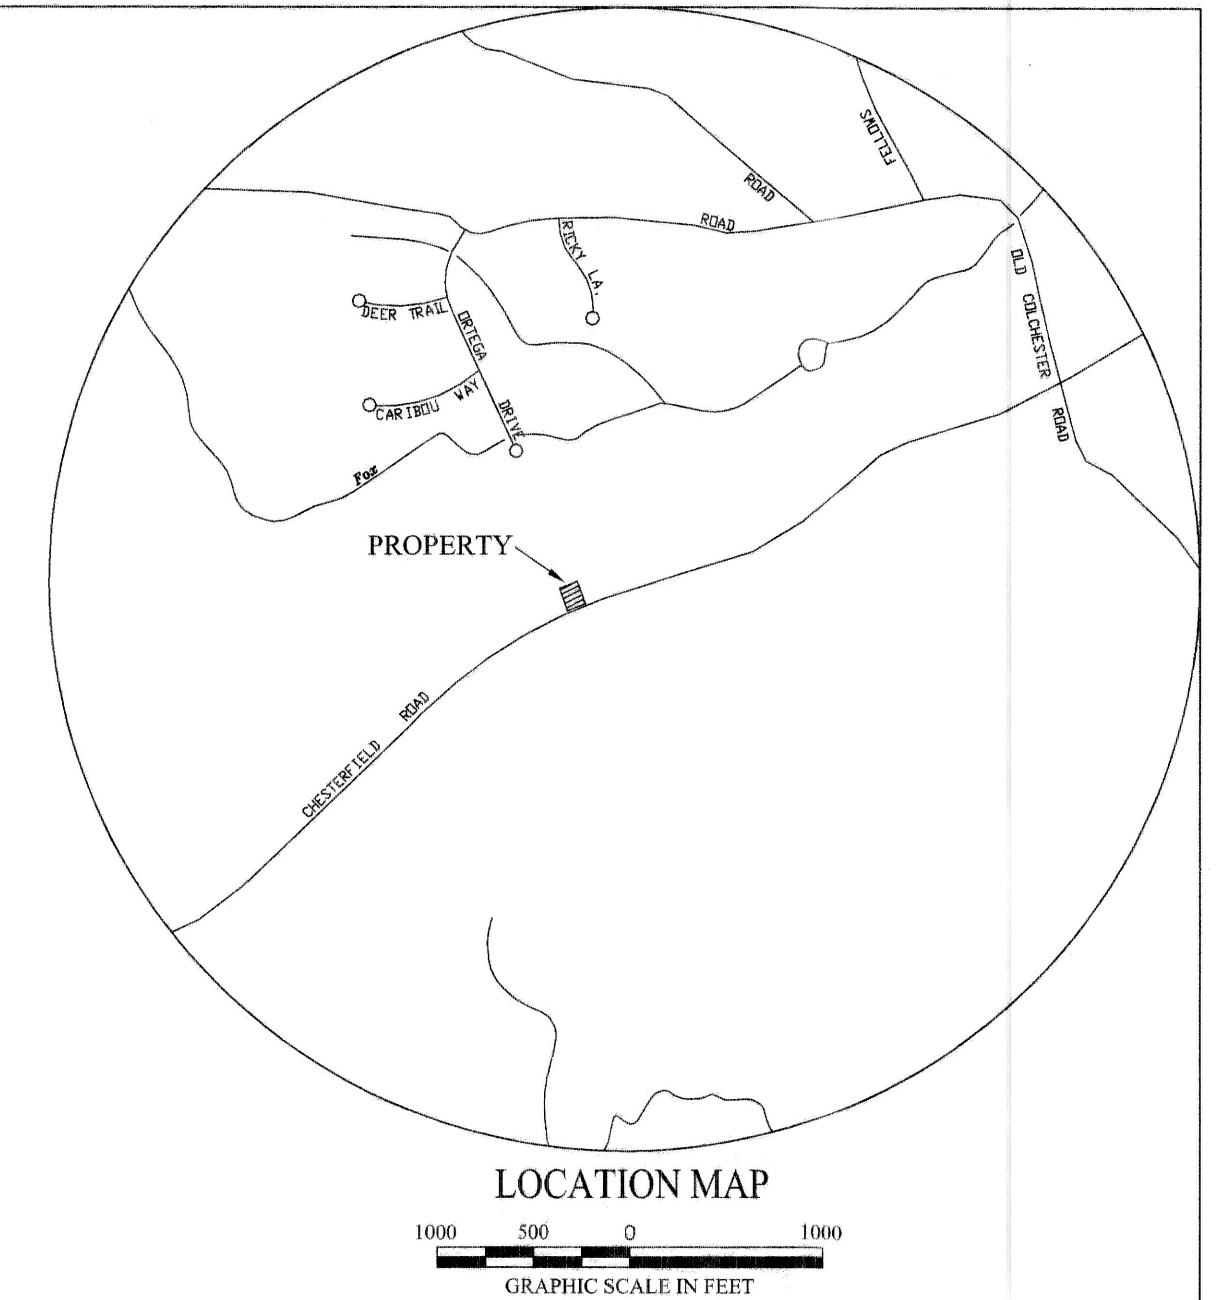 FELLOWS
ROAD
ROAD
RICKY LA.
OLD COLCHESTER ROAD
DEER TRAIL
ORTEGA DRIVE
CARIBOU WAY
Fox
PROPERTY
CHESTERFIELD ROAD
LOCATION MAP
1000 500 0 1000
GRAPHIC SCALE IN FEET